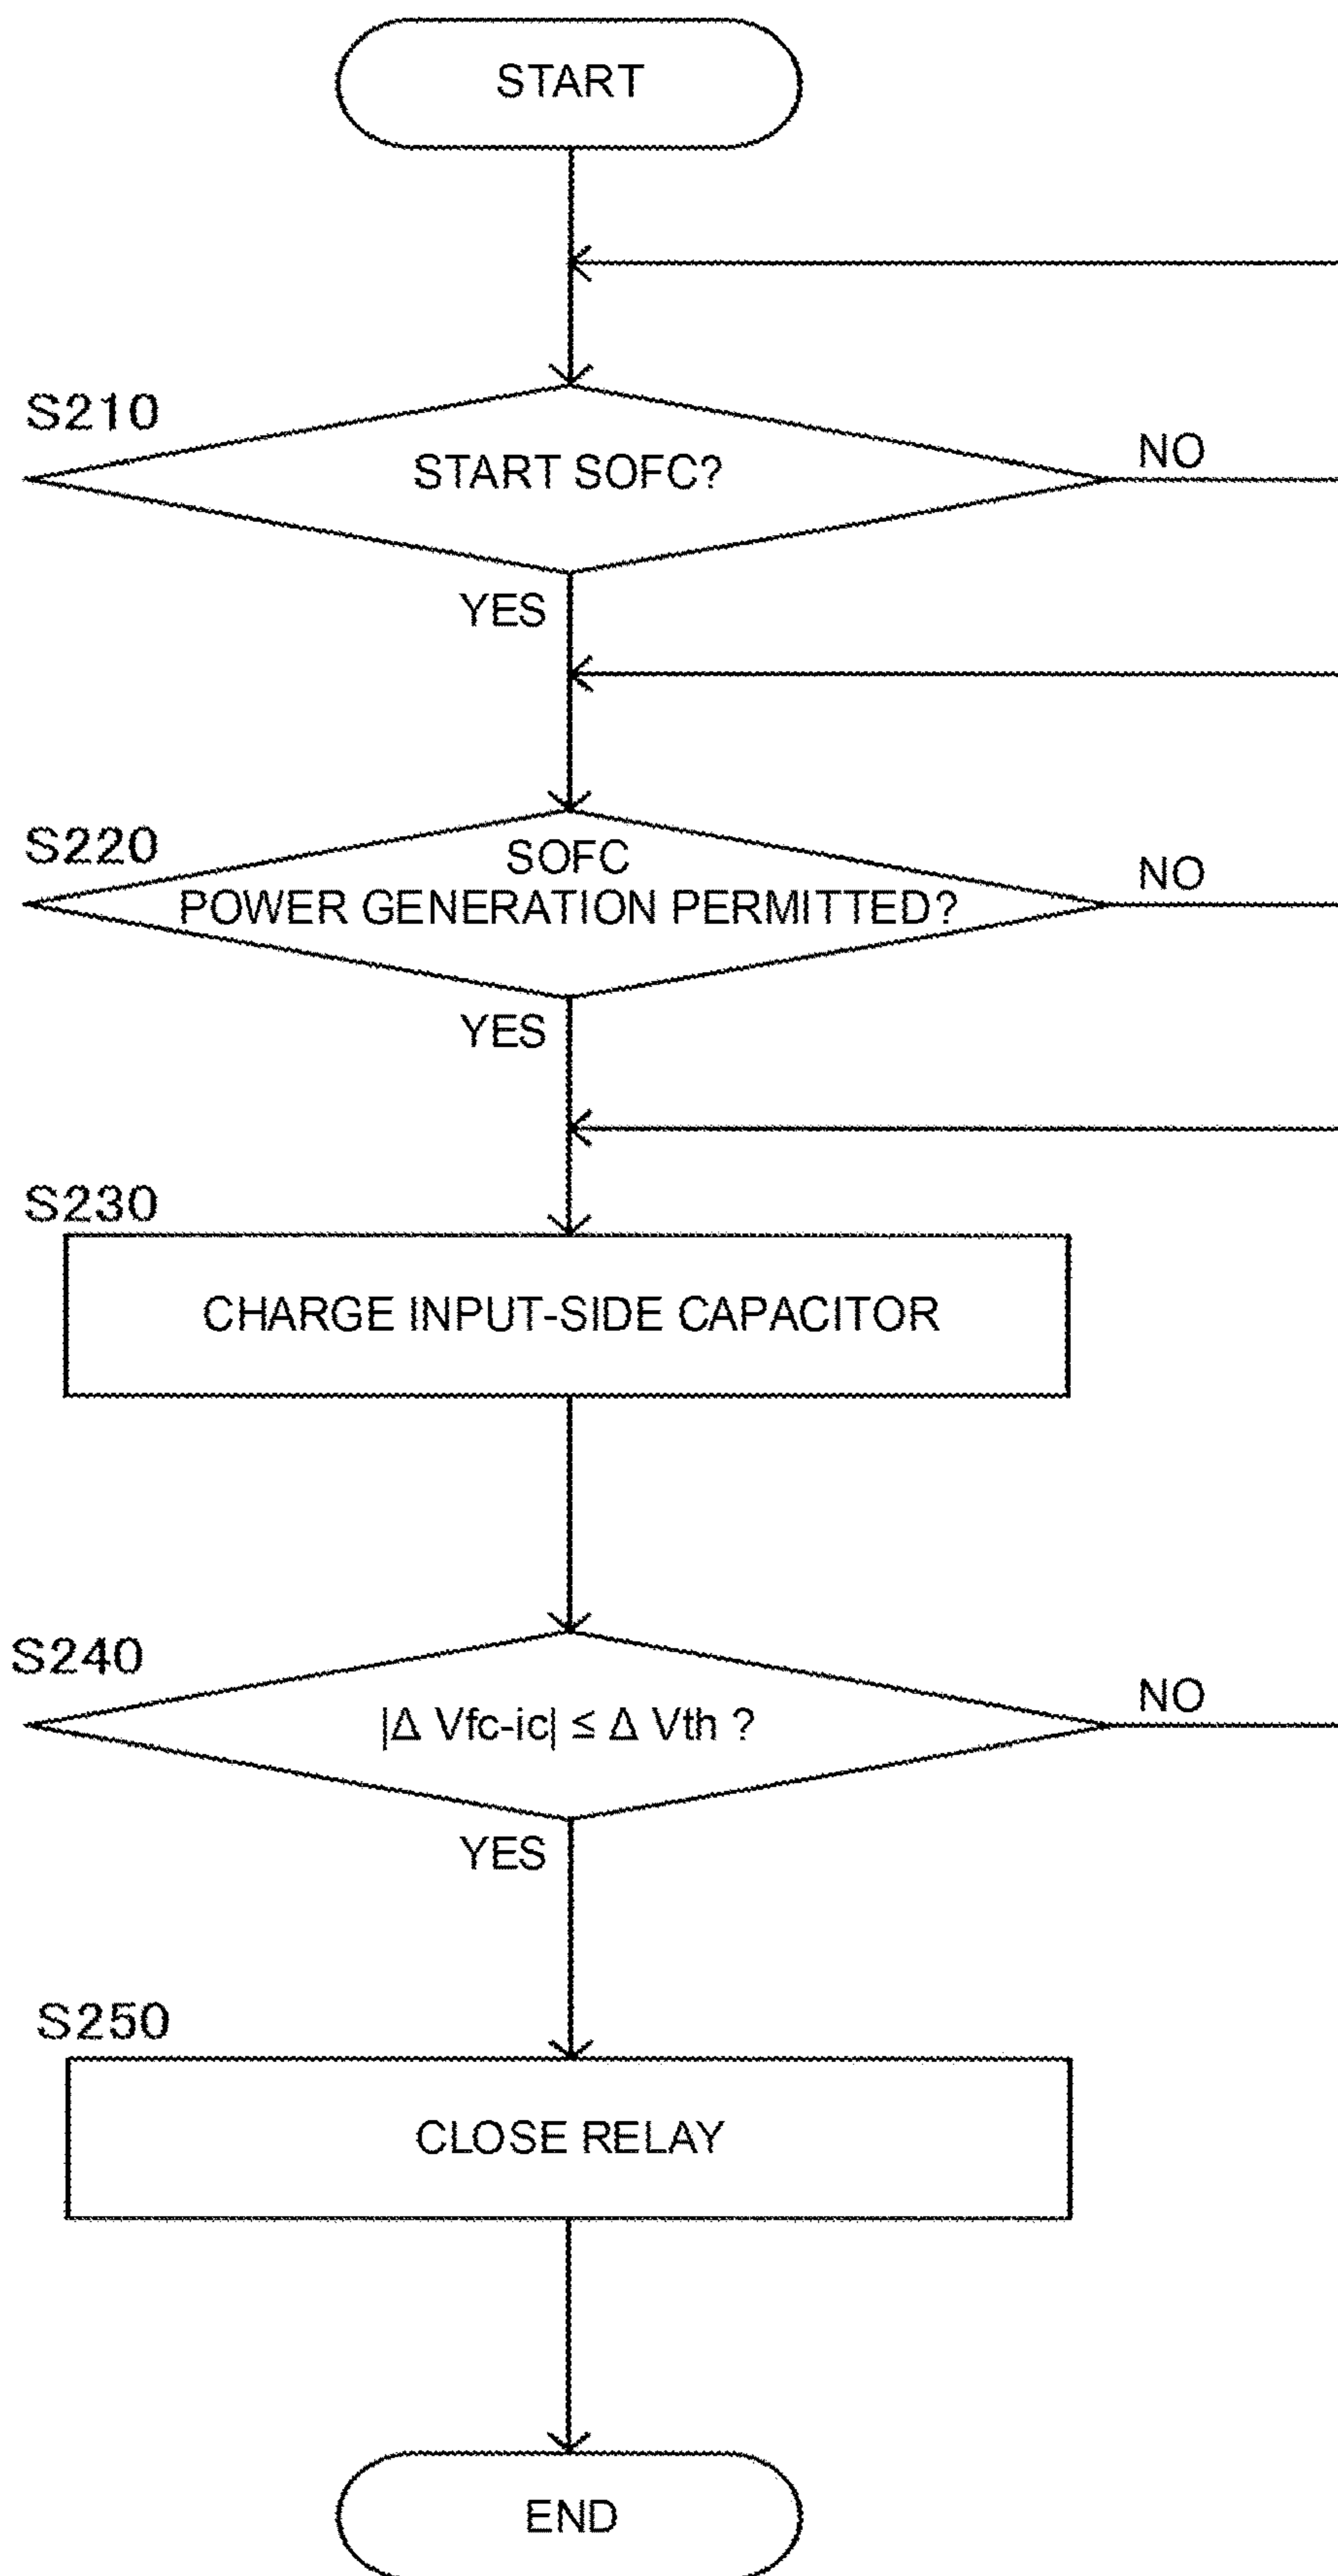 START
S210
START SOFC?
NO
YES
S220
SOFC
POWER GENERATION PERMITTED?
NO
YES
S230
CHARGE INPUT-SIDE CAPACITOR
S240
|Δ Vfc-ic| ≤ Δ Vth ?
NO
YES
S250
CLOSE RELAY
END